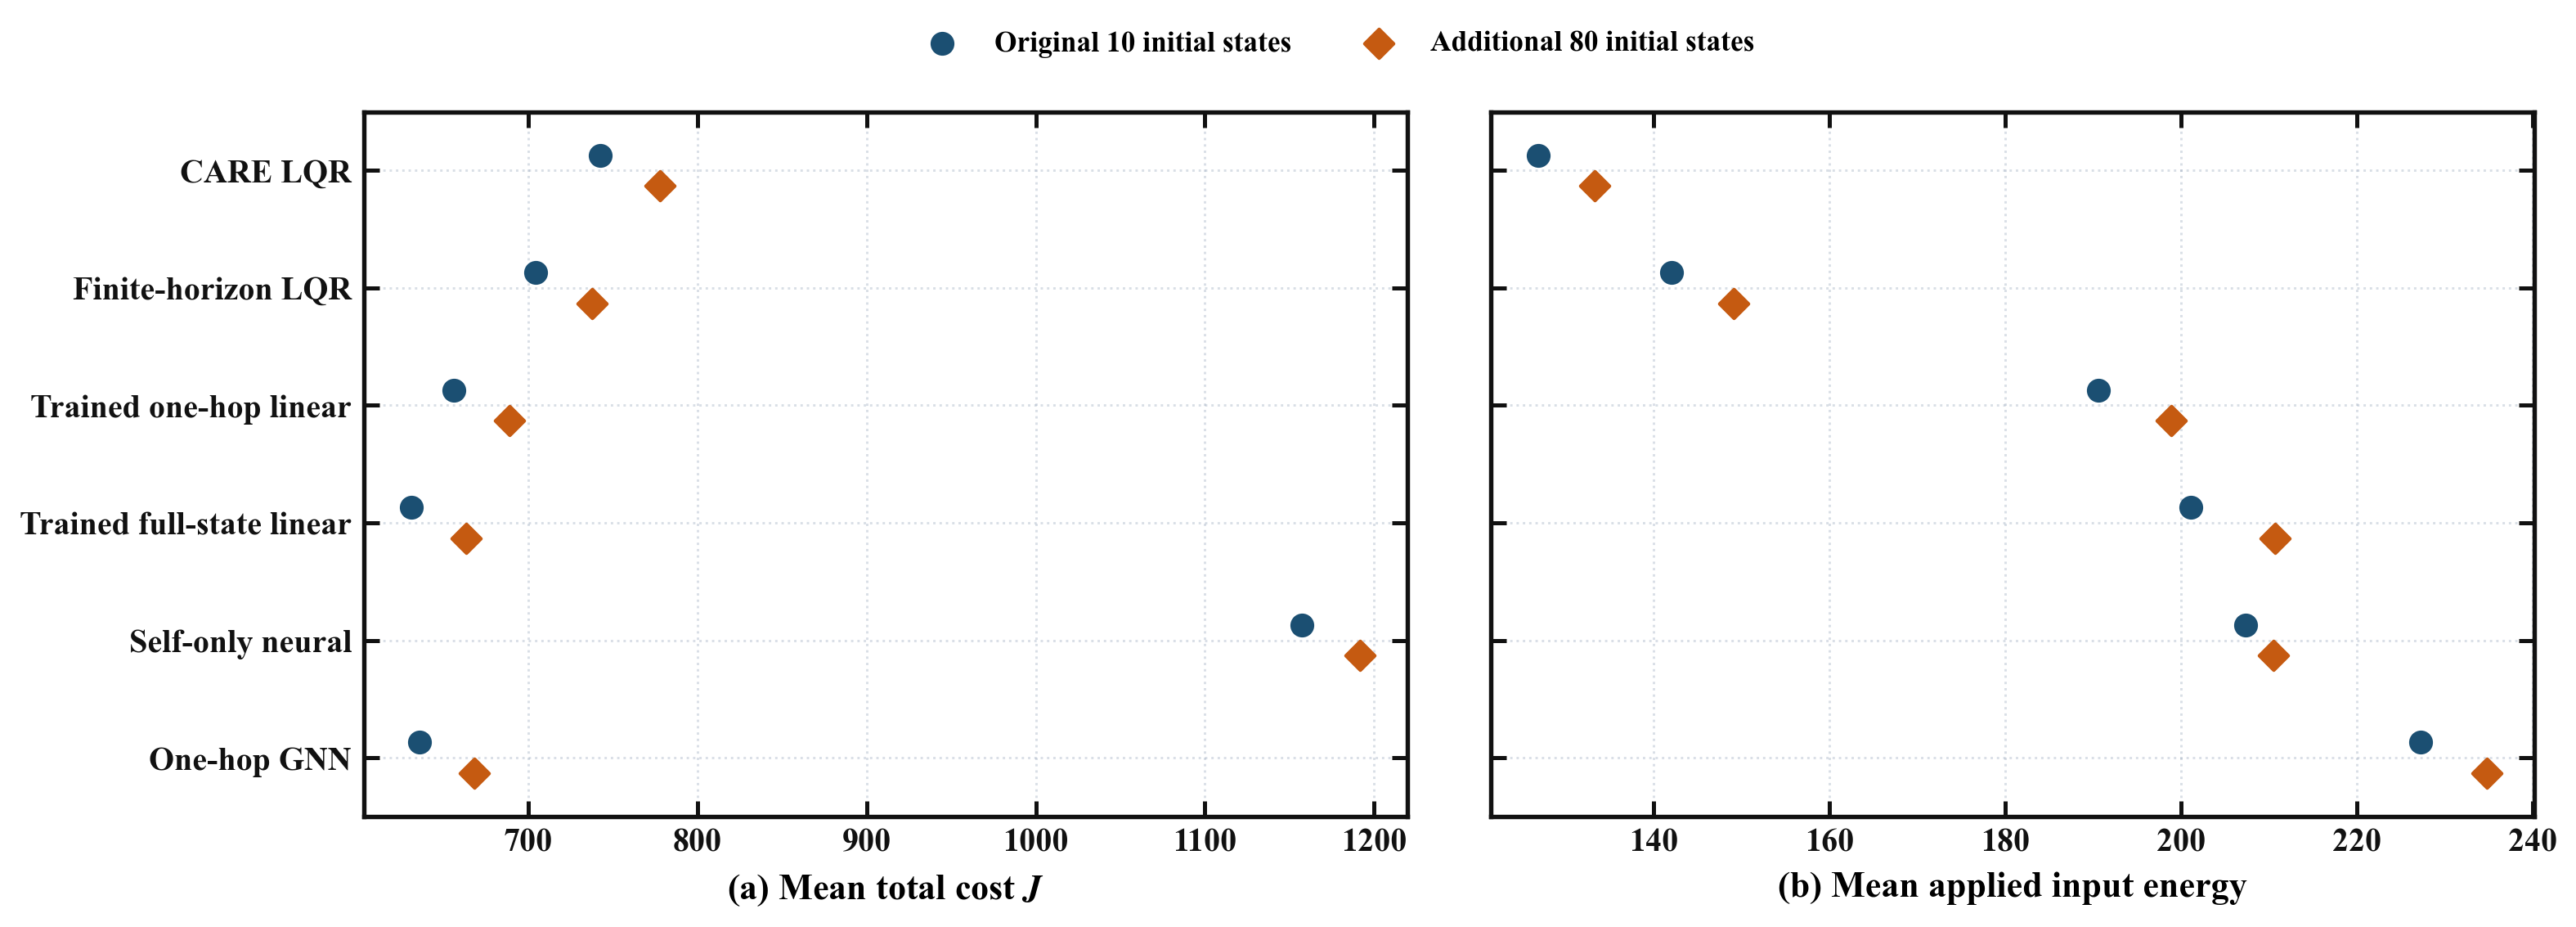 Original 10 initial states
Additional 80 initial states
CARE LQR
Finite-horizon LQR
Trained one-hop linear
Trained full-state linear
Self-only neural
One-hop GNN
700 800 900 1000 1100 1200
(a) Mean total cost J
140 160 180 200 220 240
(b) Mean applied input energy